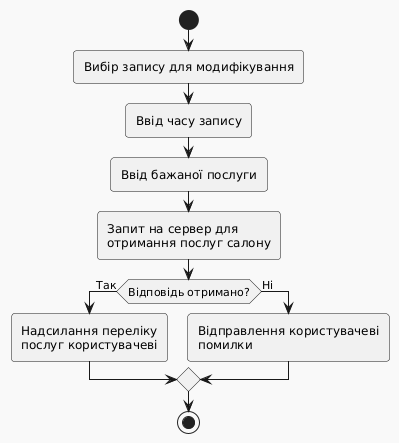 Вибір запису для модифікування
Ввід часу запису
Ввід бажаної послуги
Запит на сервер для
отримання послуг салону
Так
Відповідь отримано?
Ні
Надсилання переліку
послуг користувачеві
Відправлення користувачеві
помилки